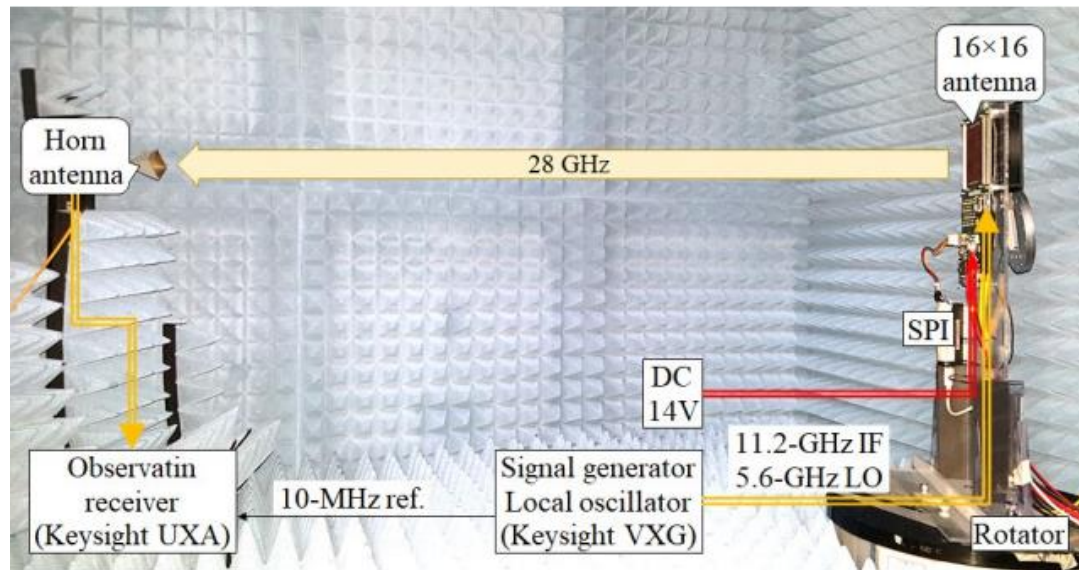 16×16
antenna
Horn
antenna
28 GHz
SPI
DC
14V
11.2-GHz IF
5.6-GHz LO
Observatin
receiver
(Keysight UXA)
10-MHz ref.
Signal generator
Local oscillator
(Keysight VXG)
Rotator